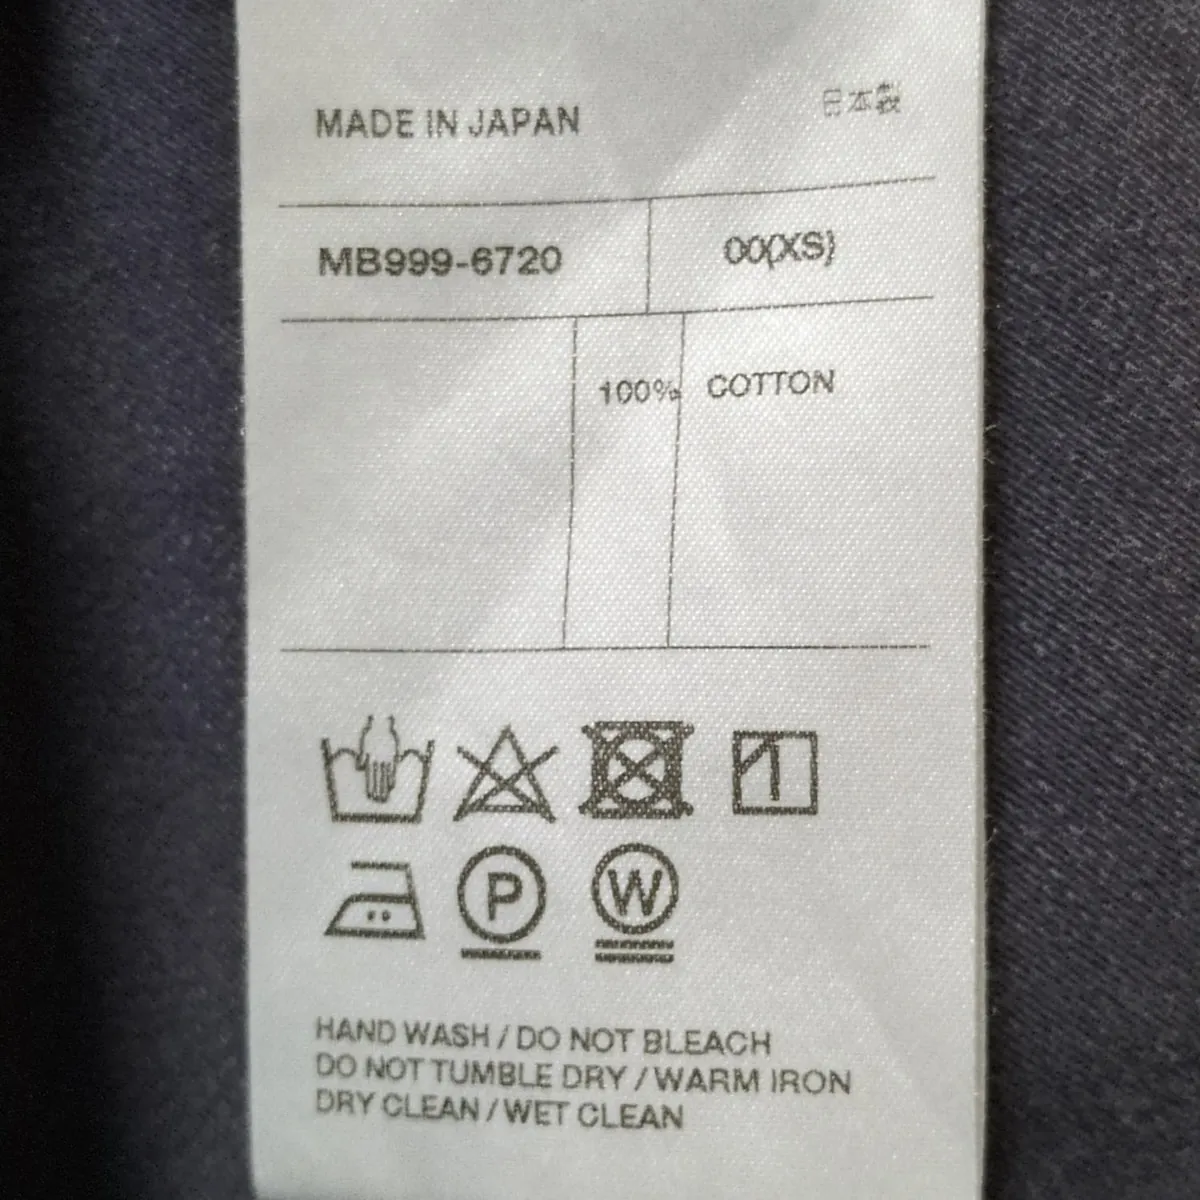 MADE IN JAPAN 日本製
MB999-6720 00(XS)
100% COTTON
P W
HAND WASH / DO NOT BLEACH
DO NOT TUMBLE DRY / WARM IRON
DRY CLEAN / WET CLEAN